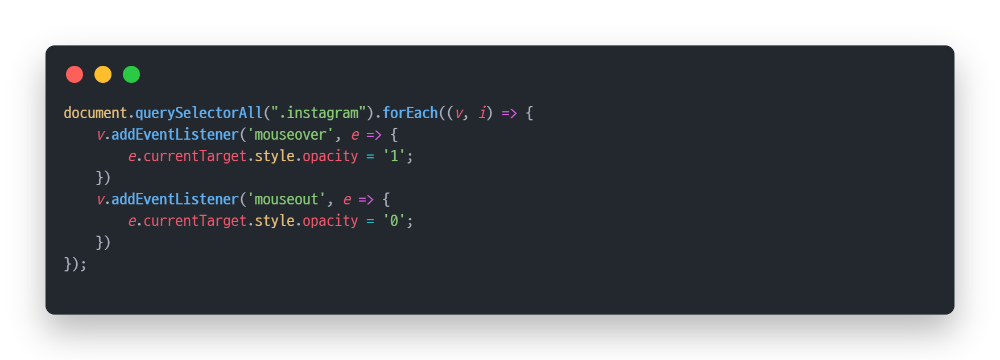 document.querySelectorAll(".instagram").forEach((v, i) => {
    v.addEventListener('mouseover', e => {
        e.currentTarget.style.opacity = '1';
    })
    v.addEventListener('mouseout', e => {
        e.currentTarget.style.opacity = '0';
    })
});